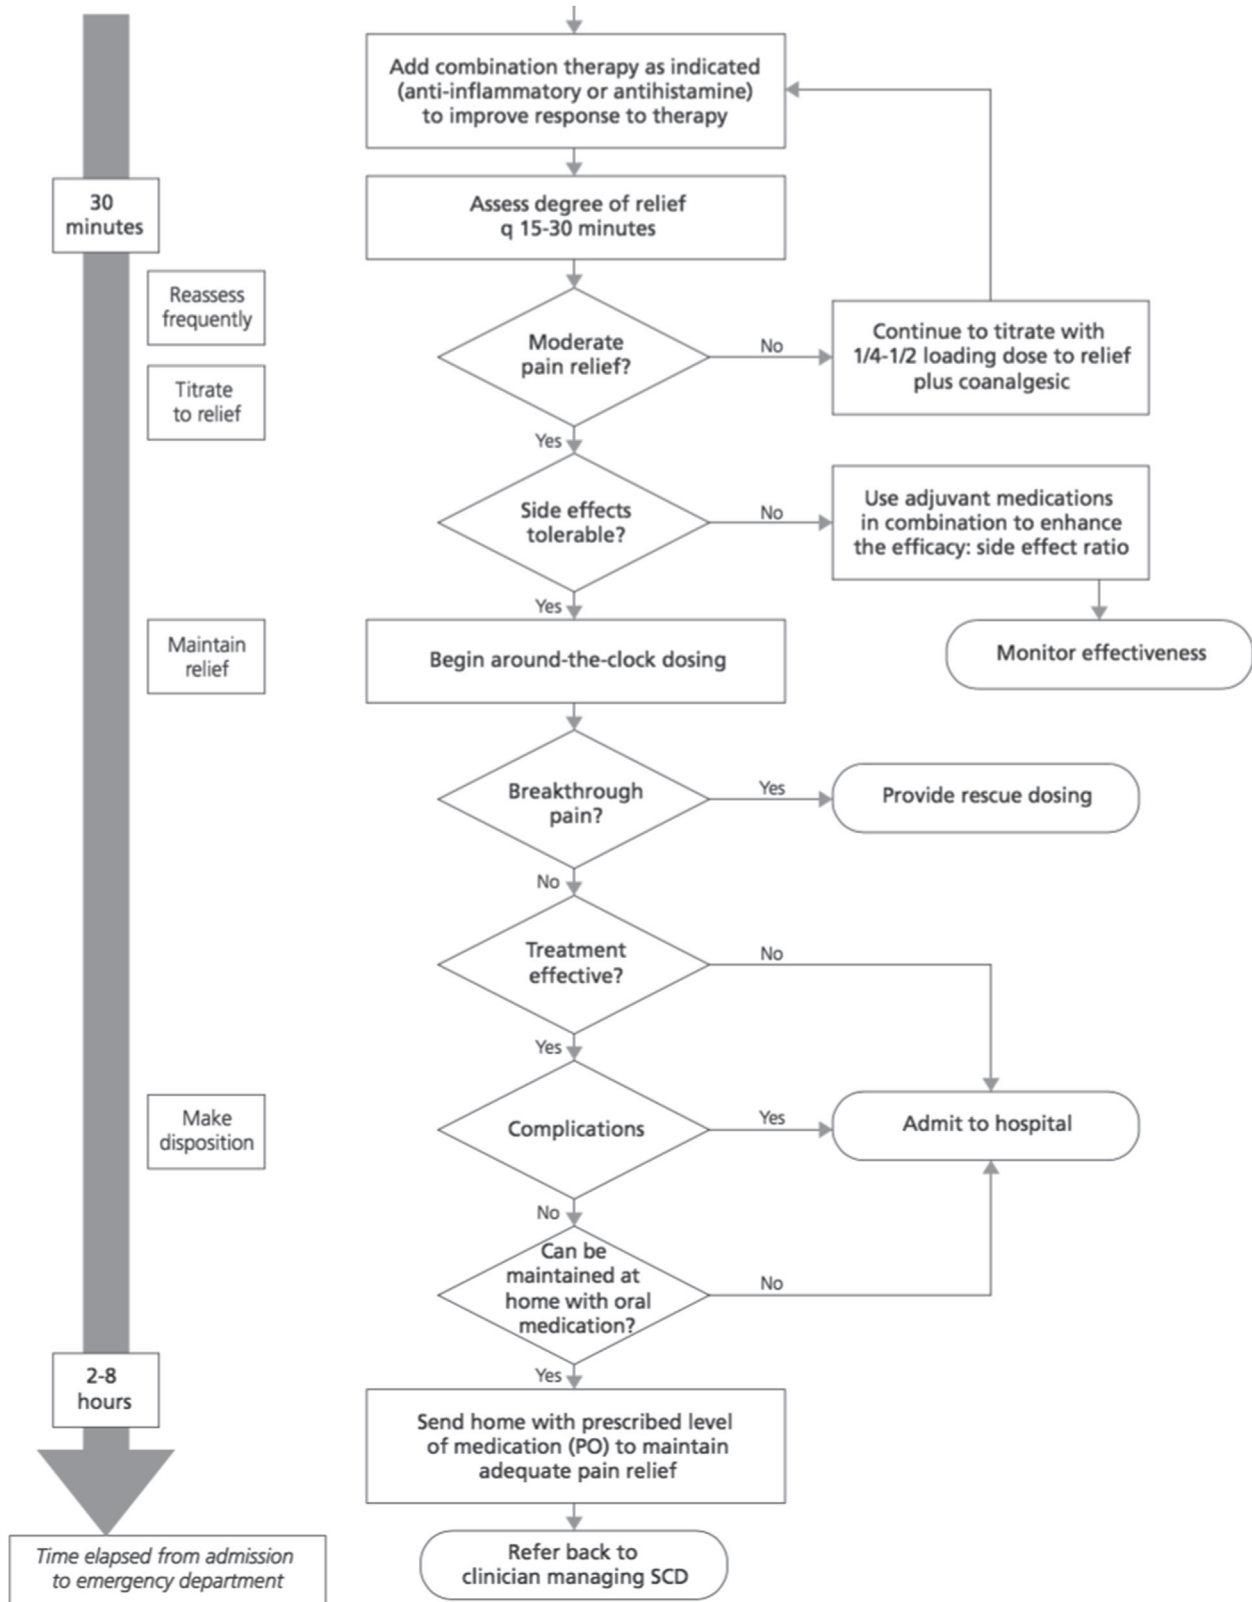 Add combination therapy as indicated
(anti-inflammatory or antihistamine)
to improve response to therapy
30
minutes
Assess degree of relief
q 15-30 minutes
Reassess
frequently
Moderate
pain relief?
No
Continue to titrate with
1/4-1/2 loading dose to relief
plus coanalgesic
Titrate
to relief
Yes
Side effects
tolerable?
No
Use adjuvant medications
in combination to enhance
the efficacy: side effect ratio
Yes
Maintain
relief
Begin around-the-clock dosing
Monitor effectiveness
Breakthrough
pain?
Yes
Provide rescue dosing
No
Treatment
effective?
No
Yes
Make
disposition
Complications
Yes
Admit to hospital
No
Can be
maintained at
home with oral
medication?
No
2-8
hours
Yes
Send home with prescribed level
of medication (PO) to maintain
adequate pain relief
Time elapsed from admission
to emergency department
Refer back to
clinician managing SCD